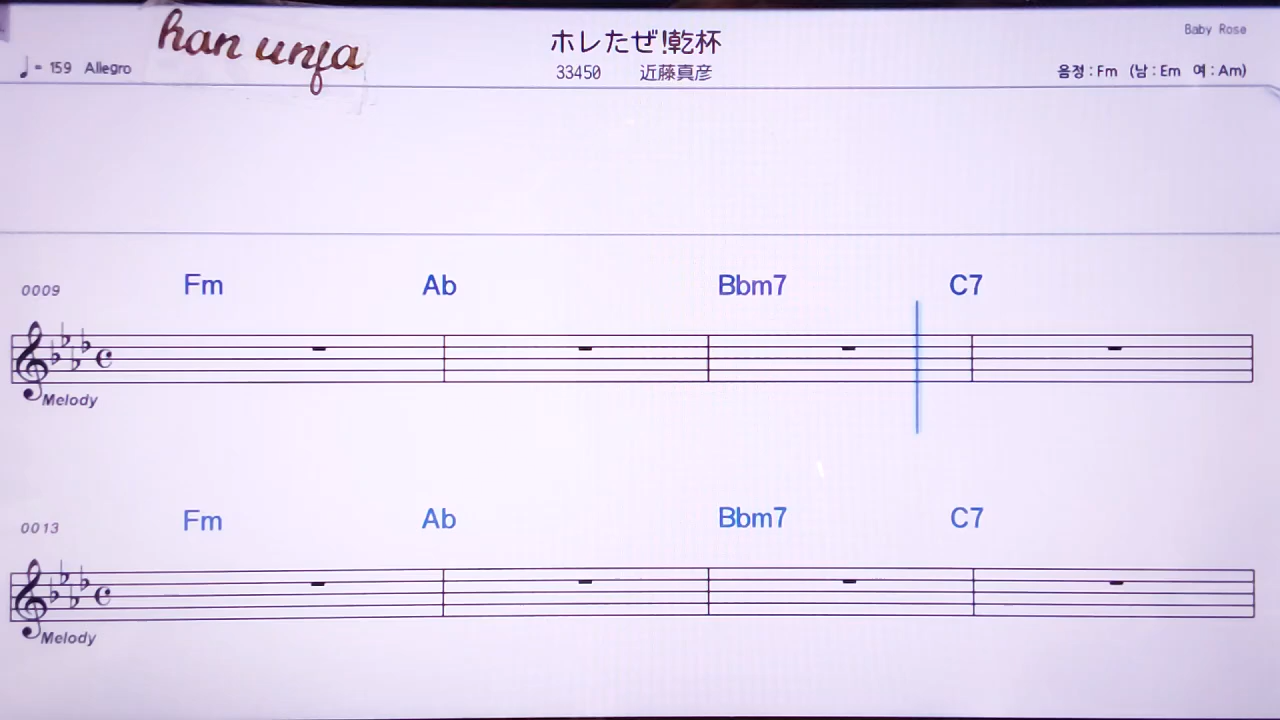 han unfa
ホレたぜ!乾杯
Baby Rose
♩= 159 Allegro
33450 近藤真彦
음정 : Fm (남 : Em 여 : Am)
0009 Fm Ab Bbm7 C7
Melody
0013 Fm Ab Bbm7 C7
Melody